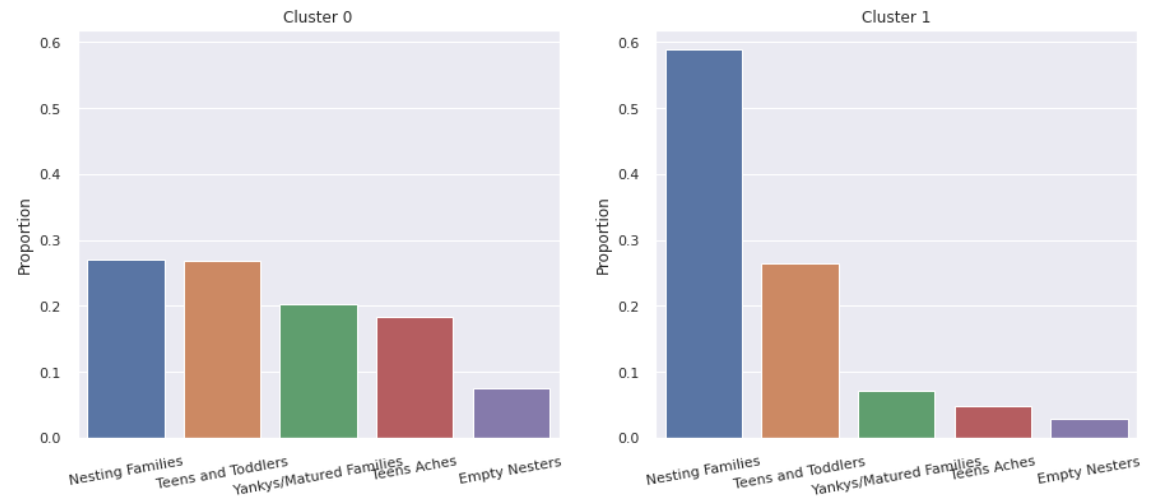 Cluster 0
Proportion
0.6
0.5
0.4
0.3
0.2
0.1
0.0
Nesting Families
Teens and Toddlers
Yankys/Matured Families
Teens Aches
Empty Nesters
Cluster 1
Proportion
0.6
0.5
0.4
0.3
0.2
0.1
0.0
Nesting Families
Teens and Toddlers
Yankys/Matured Families
Teens Aches
Empty Nesters